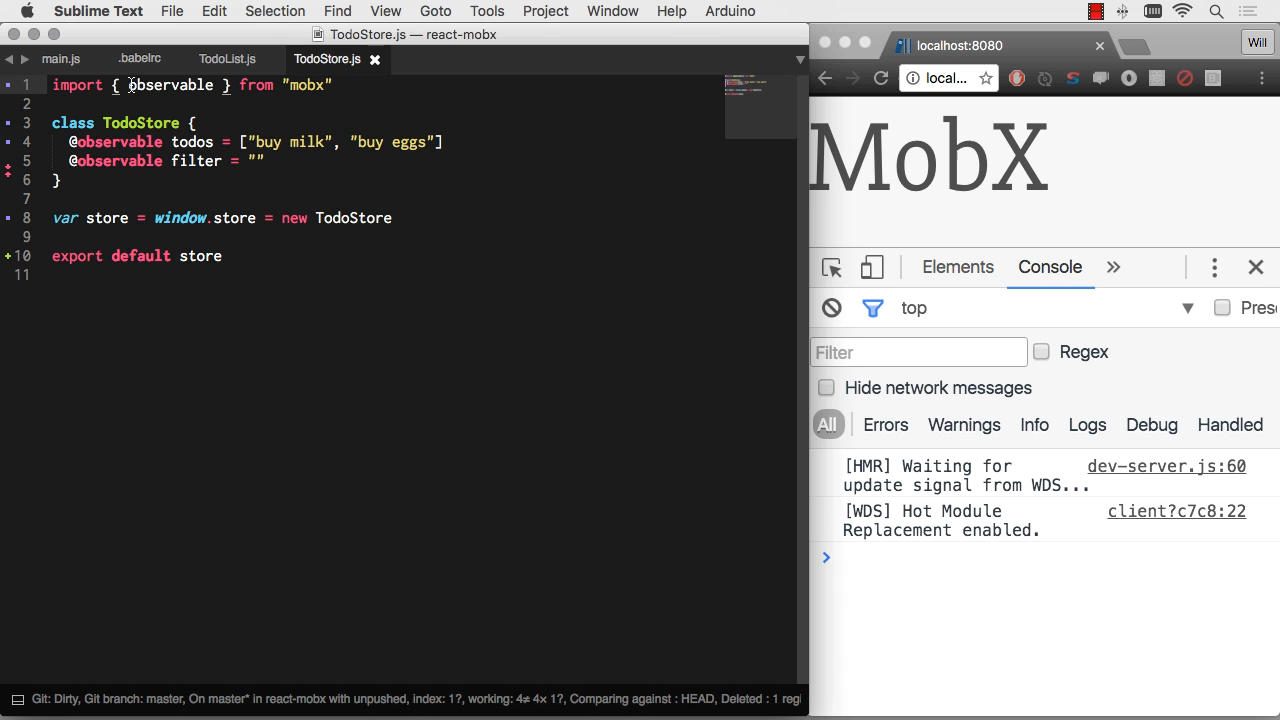 Sublime Text File Edit Selection Find View Goto Tools Project Window Help Arduino
TodoStore.js — react-mobx
main.js .babelrc TodoList.js TodoStore.js
1 import { observable } from "mobx"
2
3 class TodoStore {
4 @observable todos = ["buy milk", "buy eggs"]
5 @observable filter = ""
6 }
7
8 var store = window.store = new TodoStore
9
10 export default store
11
Git: Dirty, Git branch: master, On master* in react-mobx with unpushed, index: 1?, working: 4≠ 4× 1?, Comparing against : HEAD, Deleted : 1 regi
localhost:8080
Will
local...
MobX
Elements Console »
top
Prese
Filter
Regex
Hide network messages
All Errors Warnings Info Logs Debug Handled
[HMR] Waiting for dev-server.js:60
update signal from WDS...
[WDS] Hot Module client?c7c8:22
Replacement enabled.